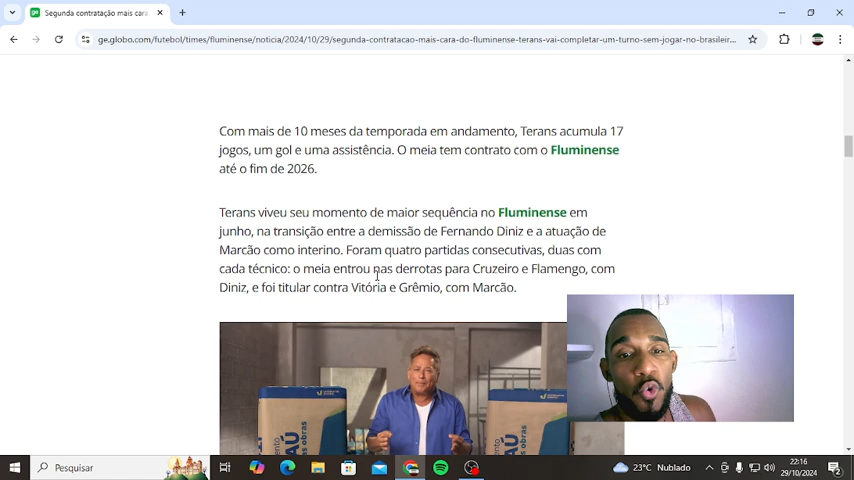 Segunda contratação mais cara
ge.globo.com/futebol/times/fluminense/noticia/2024/10/29/segunda-contratacao-mais-cara-do-fluminense-terans-vai-completar-um-turno-sem-jogar-no-brasileir...
Com mais de 10 meses da temporada em andamento, Terans acumula 17
jogos, um gol e uma assistência. O meia tem contrato com o Fluminense
até o fim de 2026.
Terans viveu seu momento de maior sequência no Fluminense em
junho, na transição entre a demissão de Fernando Diniz e a atuação de
Marcão como interino. Foram quatro partidas consecutivas, duas com
cada técnico: o meia entrou nas derrotas para Cruzeiro e Flamengo, com
Diniz, e foi titular contra Vitória e Grêmio, com Marcão.
AÚ
as obras
Pesquisar
23°C Nublado
22:16
29/10/2024
2